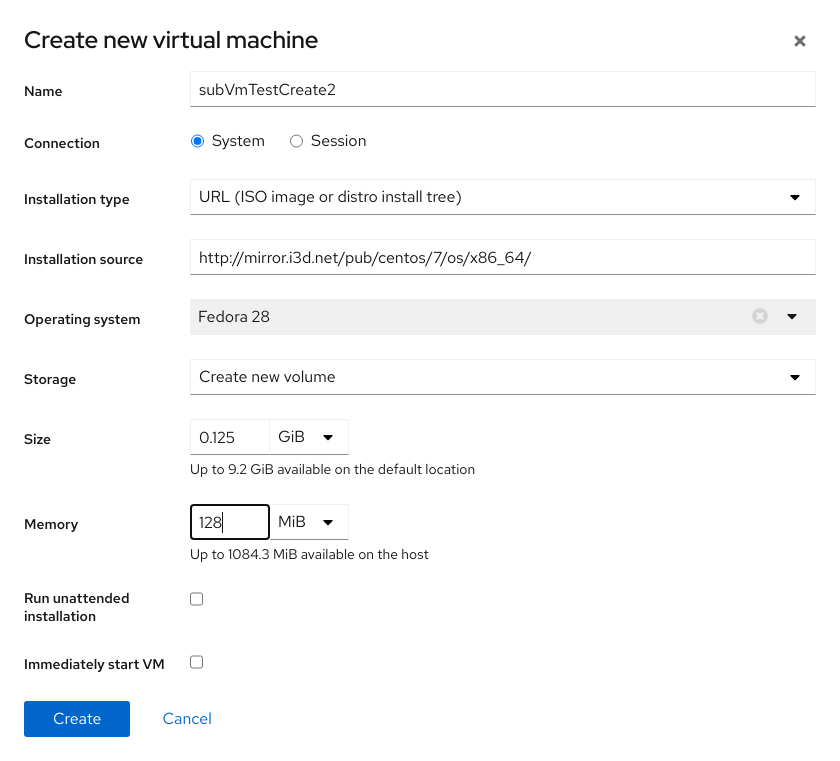 Create new virtual machine
Name
subVmTestCreate2
Connection
System Session
Installation type
URL (ISO image or distro install tree)
Installation source
http://mirror.i3d.net/pub/centos/7/os/x86_64/
Operating system
Fedora 28
Storage
Create new volume
Size
0.125 GiB
Up to 9.2 GiB available on the default location
Memory
128 MiB
Up to 1084.3 MiB available on the host
Run unattended
installation
Immediately start VM
Create Cancel